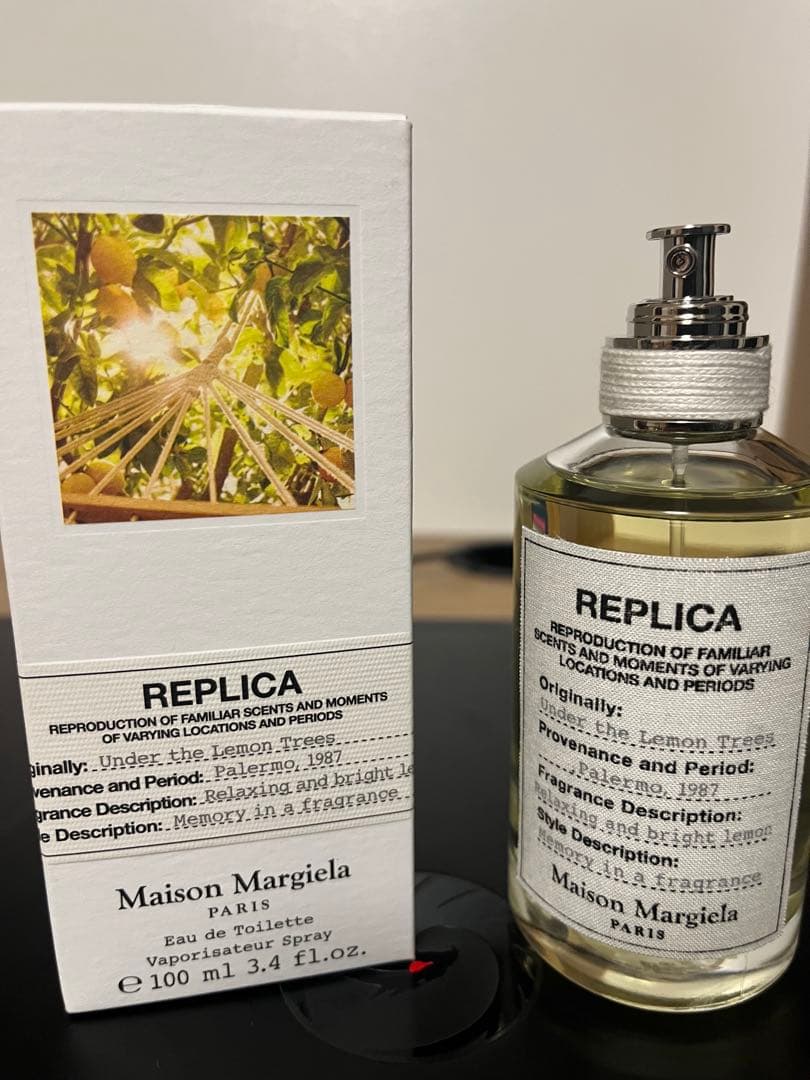 REPLICA
REPRODUCTION OF FAMILIAR SCENTS AND MOMENTS
OF VARYING LOCATIONS AND PERIODS
ginally: Under the Lemon Trees
venance and Period: Palermo, 1987
grance Description: Relaxing and bright le
e Description: Memory in a fragrance
Maison Margiela
PARIS
Eau de Toilette
Vaporisateur Spray
℮ 100 ml 3.4 fl.oz.
REPLICA
REPRODUCTION OF FAMILIAR
SCENTS AND MOMENTS OF VARYING
LOCATIONS AND PERIODS
Originally:
Under the Lemon Trees
Provenance and Period:
Palermo, 1987
Fragrance Description:
Relaxing and bright lemon
Style Description:
Memory in a fragrance
Maison Margiela
PARIS